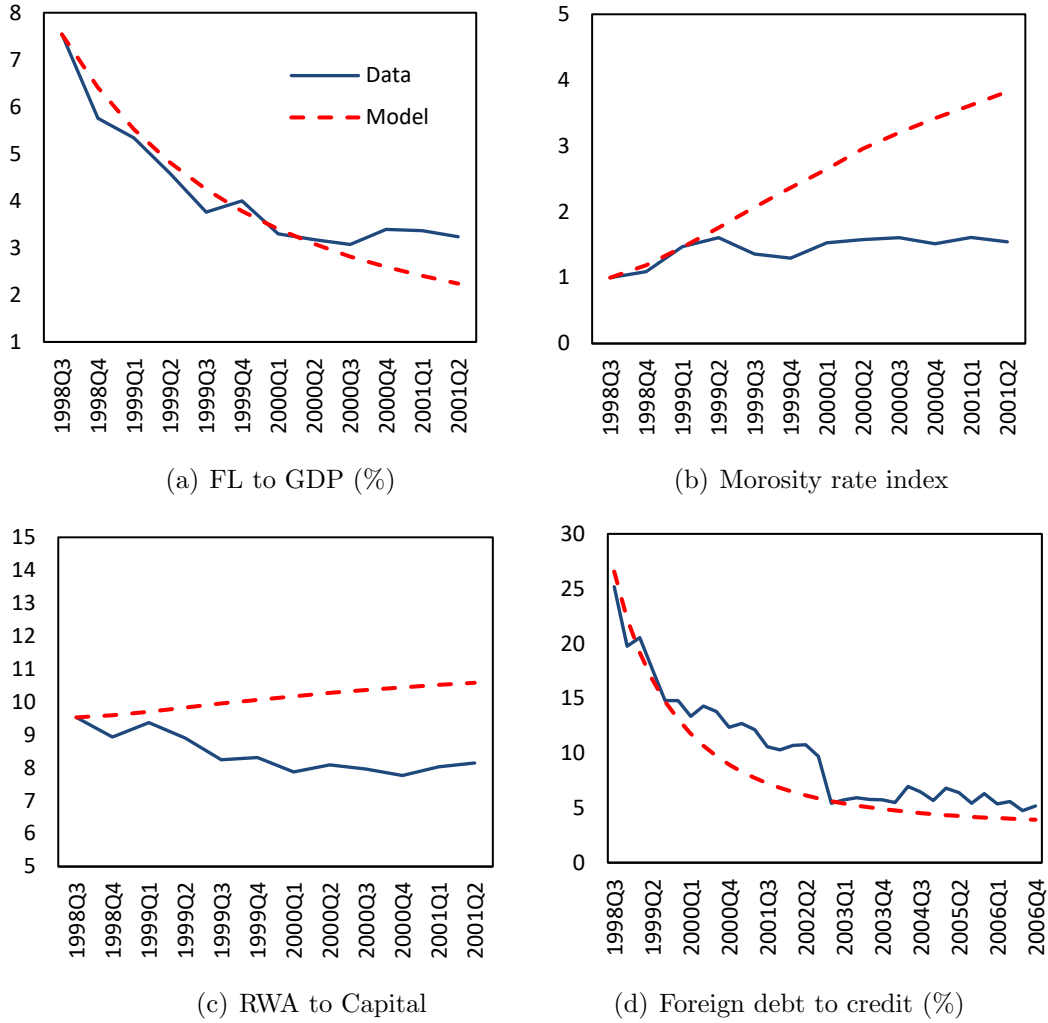 8
7
6
5
4
3
2
1
Data
Model
1998Q3
1998Q4
1999Q1
1999Q2
1999Q3
1999Q4
2000Q1
2000Q2
2000Q3
2000Q4
2001Q1
2001Q2
(a) FL to GDP (%)
5
4
3
2
1
0
1998Q3
1998Q4
1999Q1
1999Q2
1999Q3
1999Q4
2000Q1
2000Q2
2000Q3
2000Q4
2001Q1
2001Q2
(b) Morosity rate index
15
14
13
12
11
10
9
8
7
6
5
1998Q3
1998Q4
1999Q1
1999Q2
1999Q3
1999Q4
2000Q1
2000Q2
2000Q3
2000Q4
2001Q1
2001Q2
(c) RWA to Capital
30
25
20
15
10
5
0
1998Q3
1999Q2
2000Q1
2000Q4
2001Q3
2002Q2
2003Q1
2003Q4
2004Q3
2005Q2
2006Q1
2006Q4
(d) Foreign debt to credit (%)